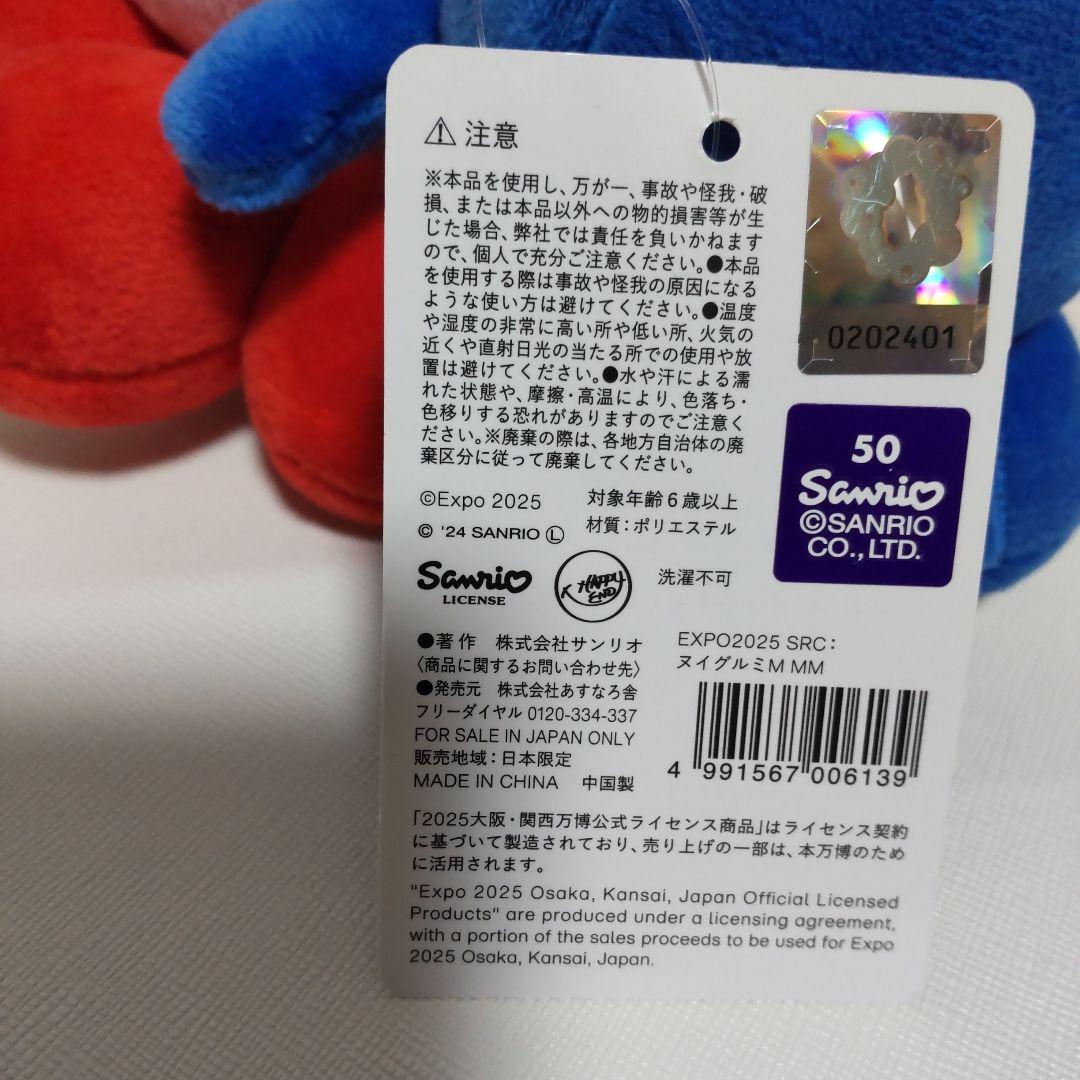 ⚠ 注意
※本品を使用し、万が一、事故や怪我・破
損、または本品以外への物的損害等が生
じた場合、弊社では責任を負いかねます
ので、個人で充分ご注意ください。●本品
を使用する際は事故や怪我の原因になる
ような使い方は避けてください。●温度
や湿度の非常に高い所や低い所、火気の
近くや直射日光の当たる所での使用や放
置は避けてください。●水や汗による濡
れた状態や、摩擦・高温により、色落ち・
色移りする恐れがありますのでご注意く
ださい。※廃棄の際は、各地方自治体の廃
棄区分に従って廃棄してください。
0202401
50
Sanrio
©SANRIO
CO.,LTD.
©Expo 2025 対象年齢6歳以上
© '24 SANRIO Ⓛ 材質：ポリエステル
Sanrio
LICENSE
HAPPY
END
洗濯不可
●著作 株式会社サンリオ
〈商品に関するお問い合わせ先〉
●発売元 株式会社あすなろ舎
フリーダイヤル 0120-334-337
FOR SALE IN JAPAN ONLY
販売地域：日本限定
MADE IN CHINA 中国製
EXPO2025 SRC：
ヌイグルミM MM
4 991567 006139
「2025大阪・関西万博公式ライセンス商品」はライセンス契約
に基づいて製造されており、売り上げの一部は、本万博のため
に活用されます。
"Expo 2025 Osaka, Kansai, Japan Official Licensed
Products" are produced under a licensing agreement,
with a portion of the sales proceeds to be used for Expo
2025 Osaka, Kansai, Japan.